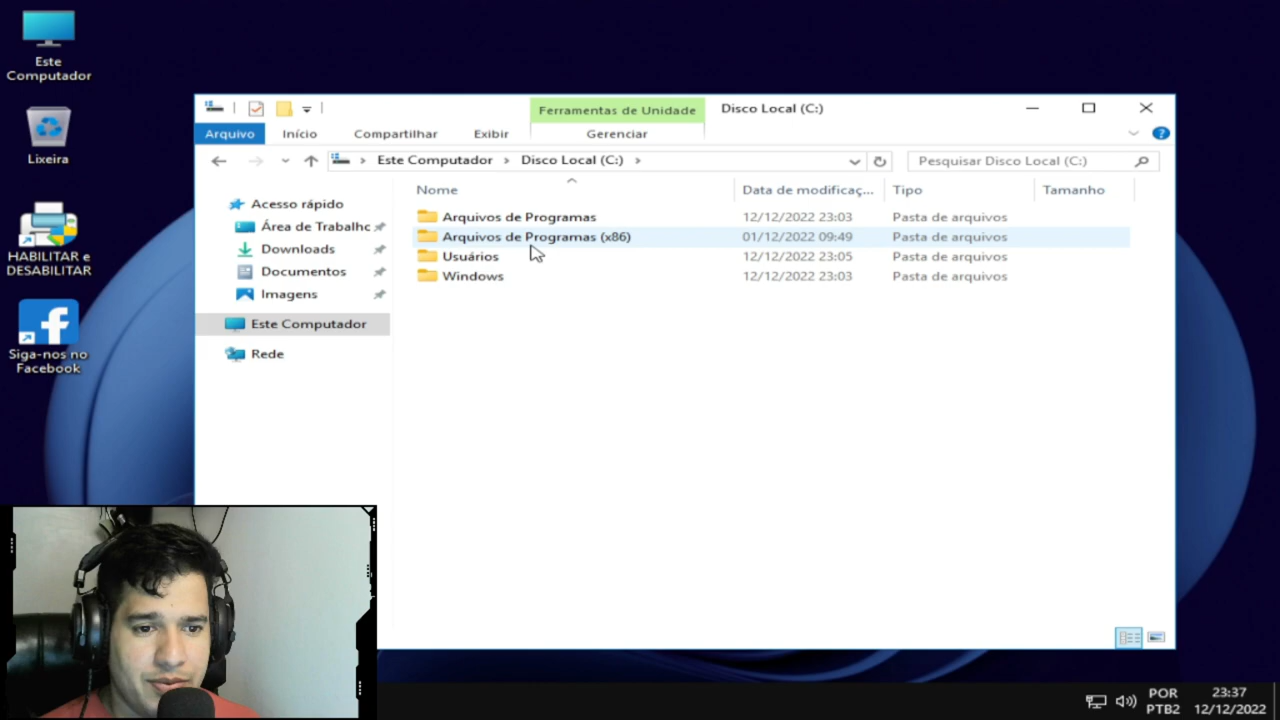 Este
Computador
Lixeira
HABILITAR e
DESABILITAR
Siga-nos no
Facebook
Ferramentas de Unidade
Disco Local (C:)
Arquivo
Início
Compartilhar
Exibir
Gerenciar
Este Computador
Disco Local (C:)
Pesquisar Disco Local (C:)
Acesso rápido
Área de Trabalhc
Downloads
Documentos
Imagens
Este Computador
Rede
Nome Data de modificaç... Tipo Tamanho
Arquivos de Programas 12/12/2022 23:03 Pasta de arquivos
Arquivos de Programas (x86) 01/12/2022 09:49 Pasta de arquivos
Usuários 12/12/2022 23:05 Pasta de arquivos
Windows 12/12/2022 23:03 Pasta de arquivos
POR
PTB2
23:37
12/12/2022